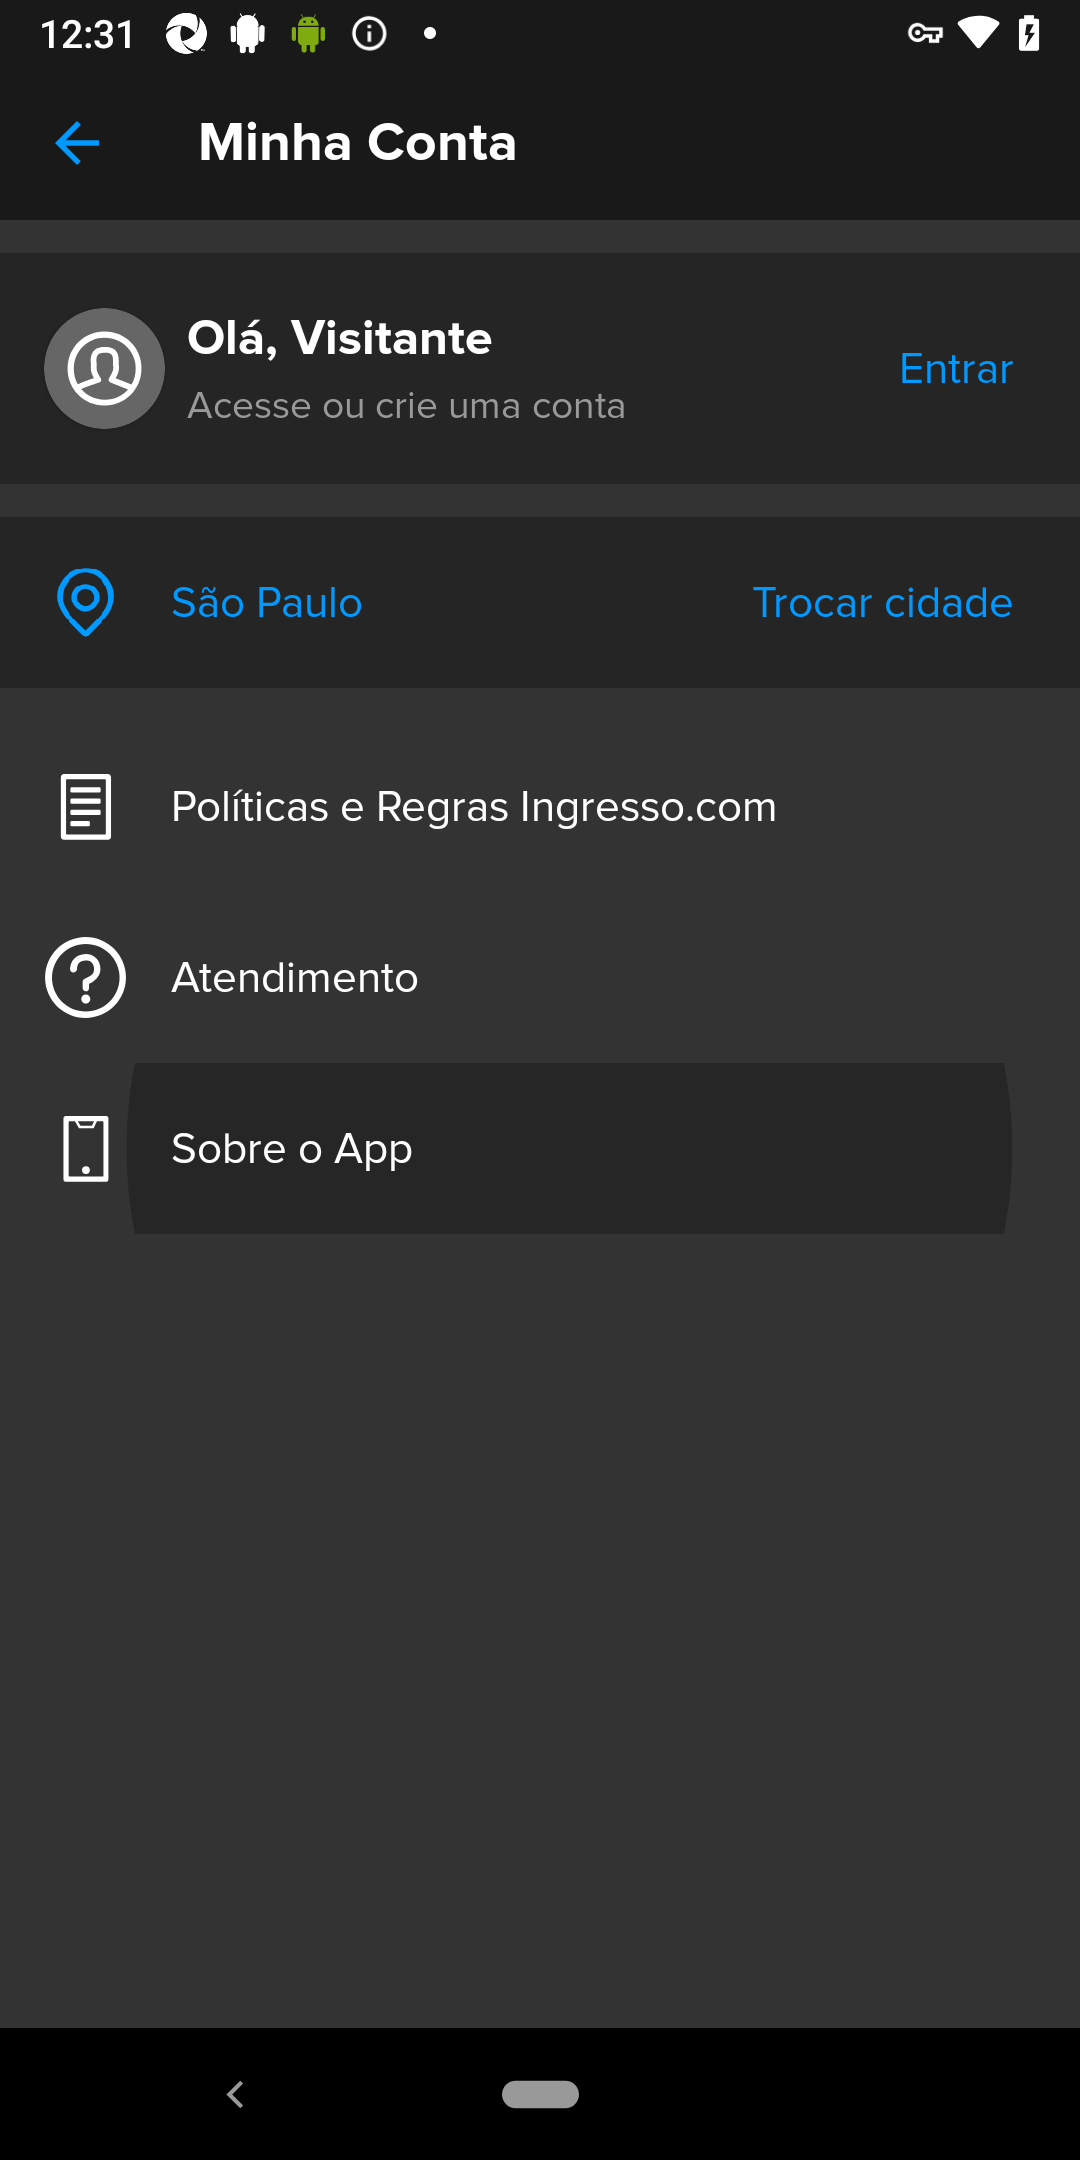 12:31
Minha Conta
Olá, Visitante
Acesse ou crie uma conta
Entrar
São Paulo
Trocar cidade
Políticas e Regras Ingresso.com
Atendimento
Sobre o App